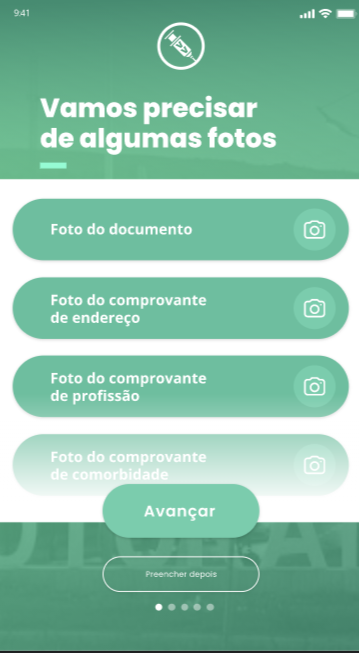 9:41
Vamos precisar
de algumas fotos
Foto do documento
Foto do comprovante
de endereço
Foto do comprovante
de profissão
Foto do comprovante
de comorbidade
Avançar
Preencher depois